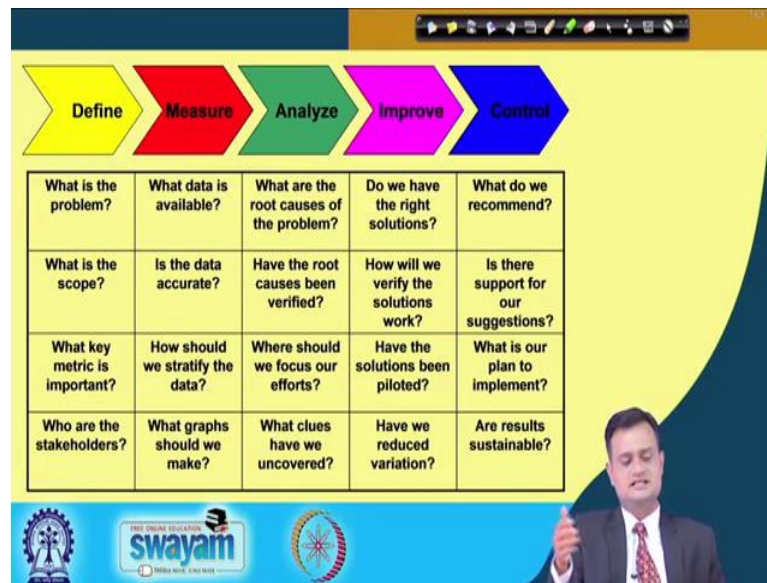 Define
Measure
Analyze
Improve
Control
What is the
problem?
What data is
available?
What are the
root causes of
the problem?
Do we have
the right
solutions?
What do we
recommend?
What is the
scope?
Is the data
accurate?
Have the root
causes been
verified?
How will we
verify the
solutions
work?
Is there
support for
our
suggestions?
What key
metric is
important?
How should
we stratify the
data?
Where should
we focus our
efforts?
Have the
solutions been
piloted?
What is our
plan to
implement?
Who are the
stakeholders?
What graphs
should we
make?
What clues
have we
uncovered?
Have we
reduced
variation?
Are results
sustainable?
FREE ONLINE EDUCATION
swayam